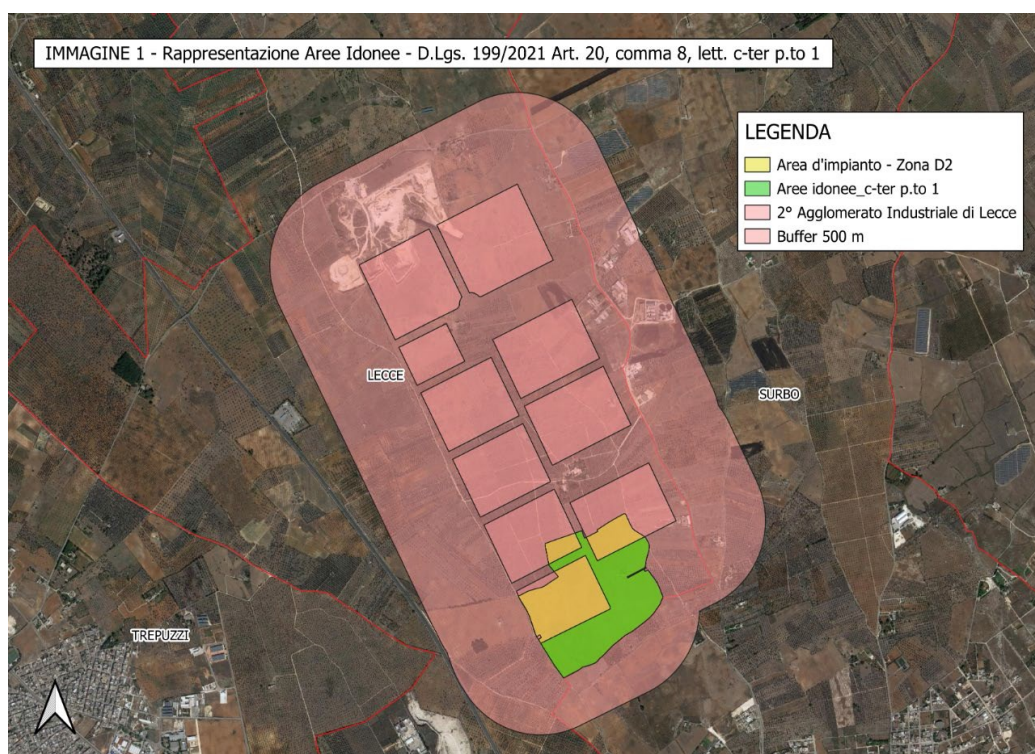 IMMAGINE 1 - Rappresentazione Aree Idonee - D.Lgs. 199/2021 Art. 20, comma 8, lett. c-ter p.to 1
LEGENDA
Area d'impianto - Zona D2
Aree idonee_c-ter p.to 1
2° Agglomerato Industriale di Lecce
Buffer 500 m
LECCE
SURBO
TREPUZZI